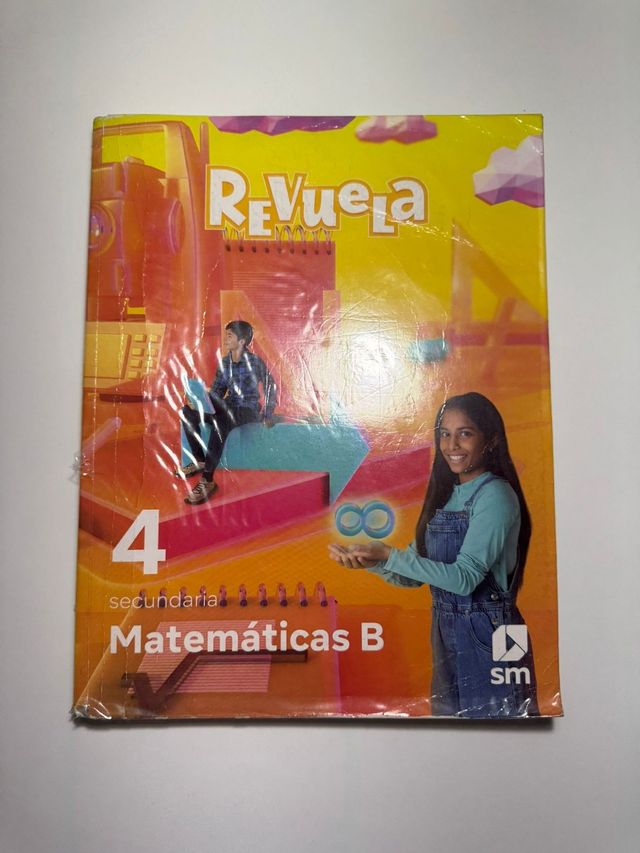 REVUELA
4
secundaria
Matemáticas B
sm